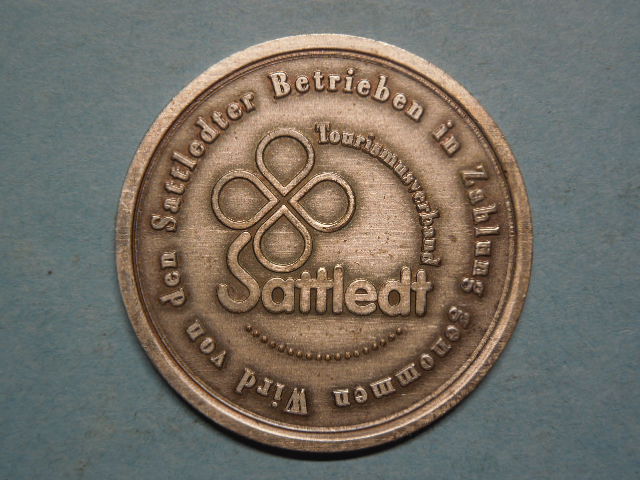 Wird von den Sattledter Betrieben in Zahlung genommen
Tourismusverband
Sattledt